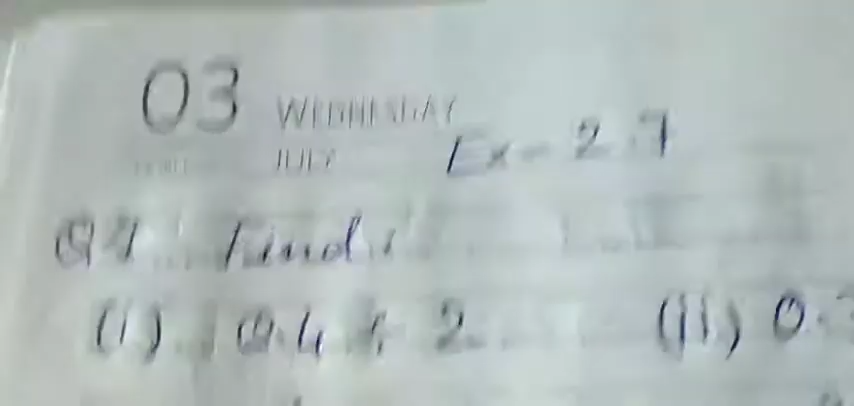 03 WEDNESDAY
JULY Ex - 2.7
Q1 Find:
(i) 0.4 ÷ 2 (ii) 0.